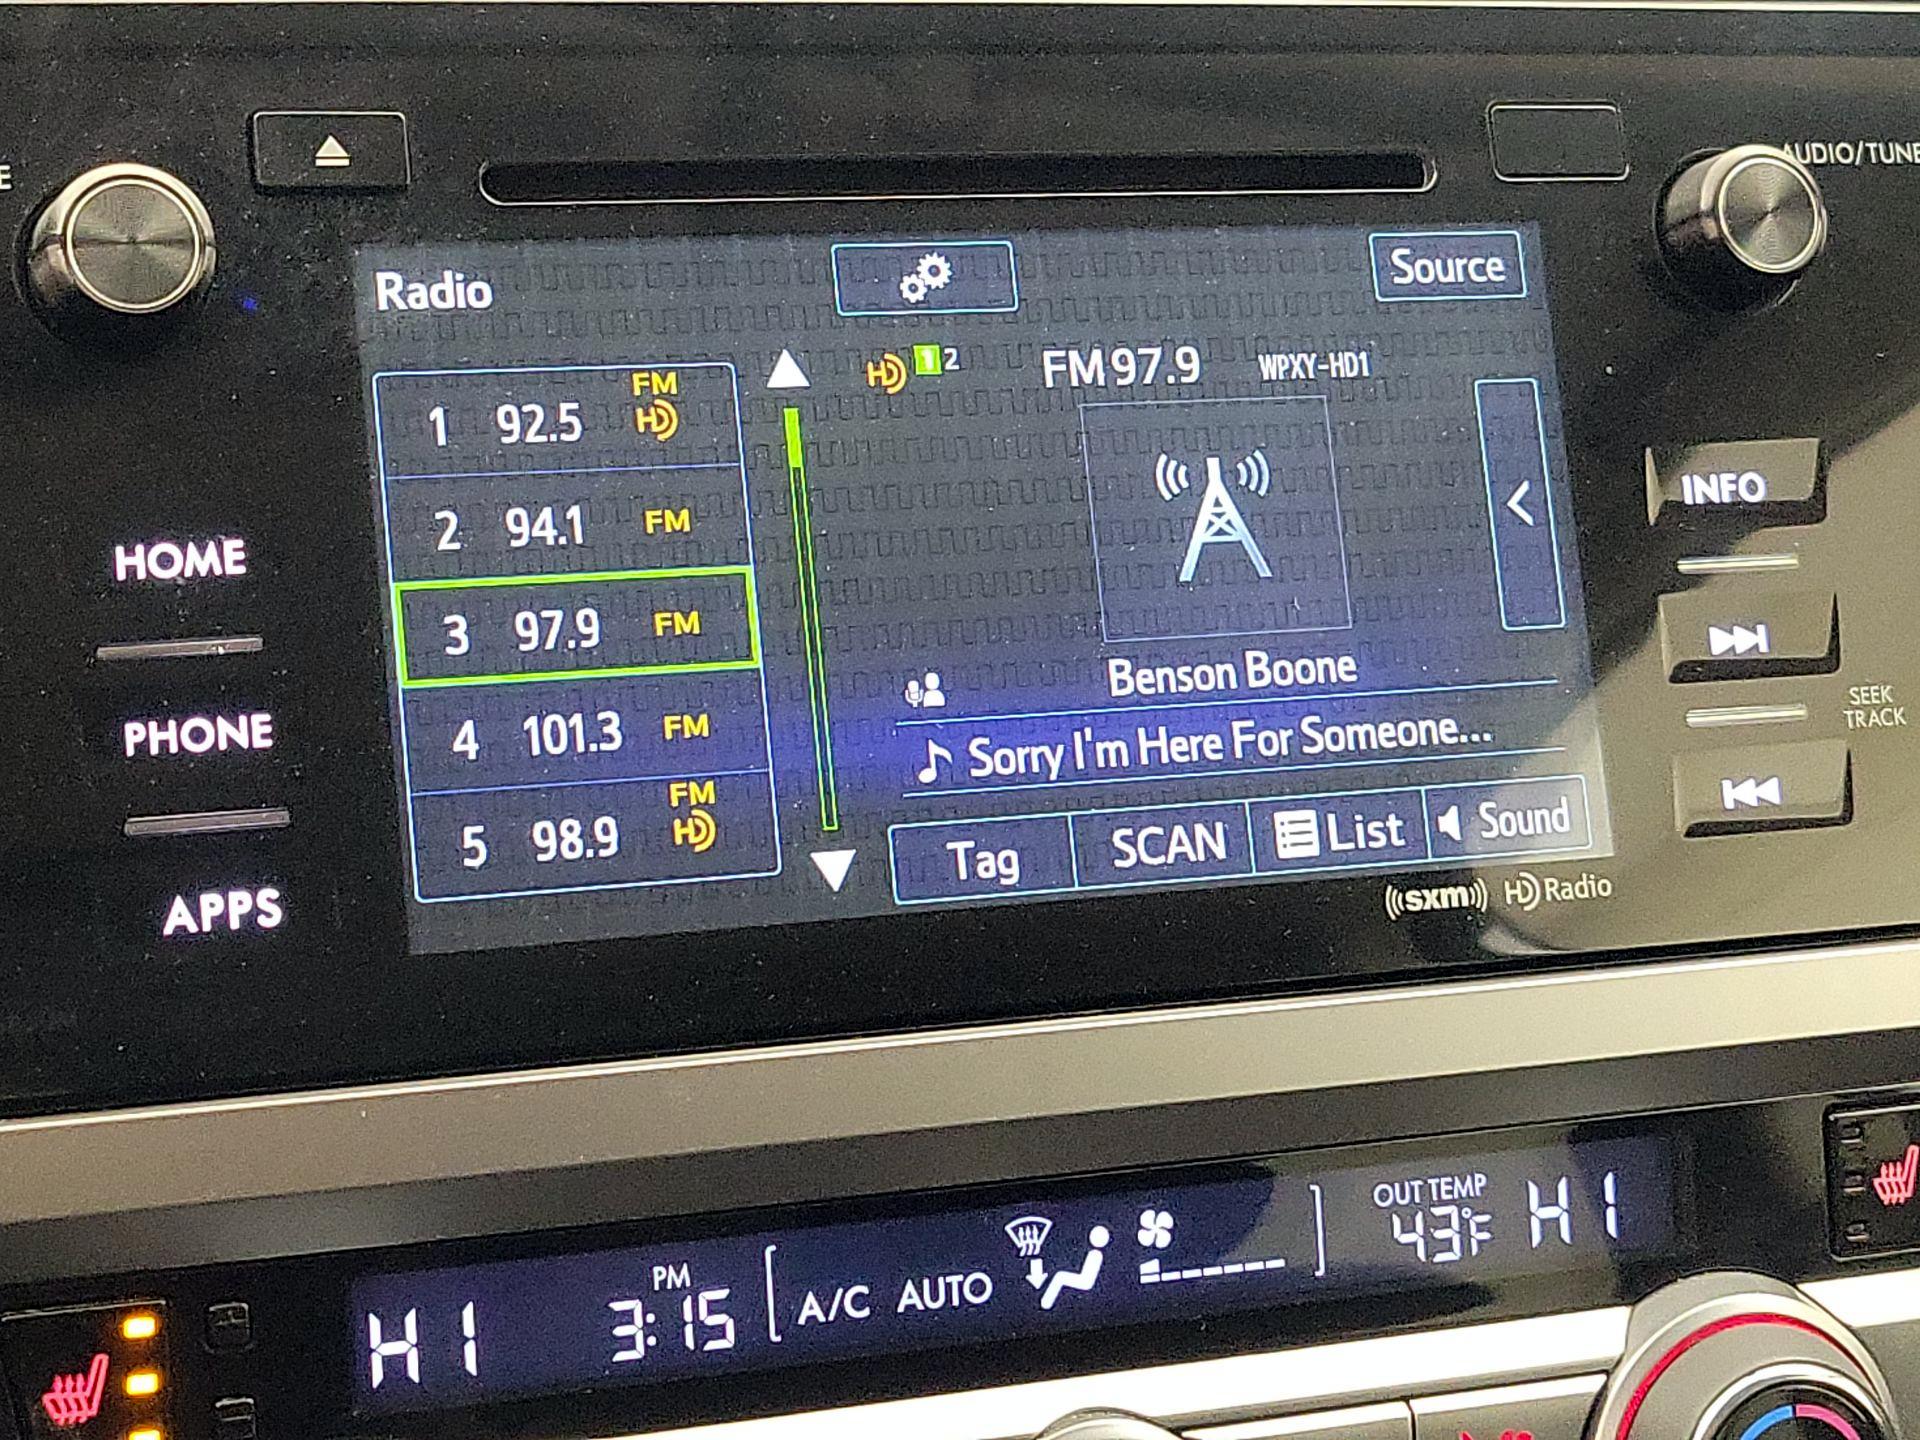 AUDIO/TUNE
Radio
Source
HD 1 2 FM 97.9 WPXY-HD1
1 92.5 FM HD
2 94.1 FM
3 97.9 FM
4 101.3 FM
5 98.9 FM HD
Benson Boone
Sorry I'm Here For Someone...
Tag SCAN List Sound
((sxm)) HD Radio
HOME
PHONE
APPS
INFO
SEEK
TRACK
HI
PM
3:15
A/C AUTO
OUT TEMP
43°F
HI